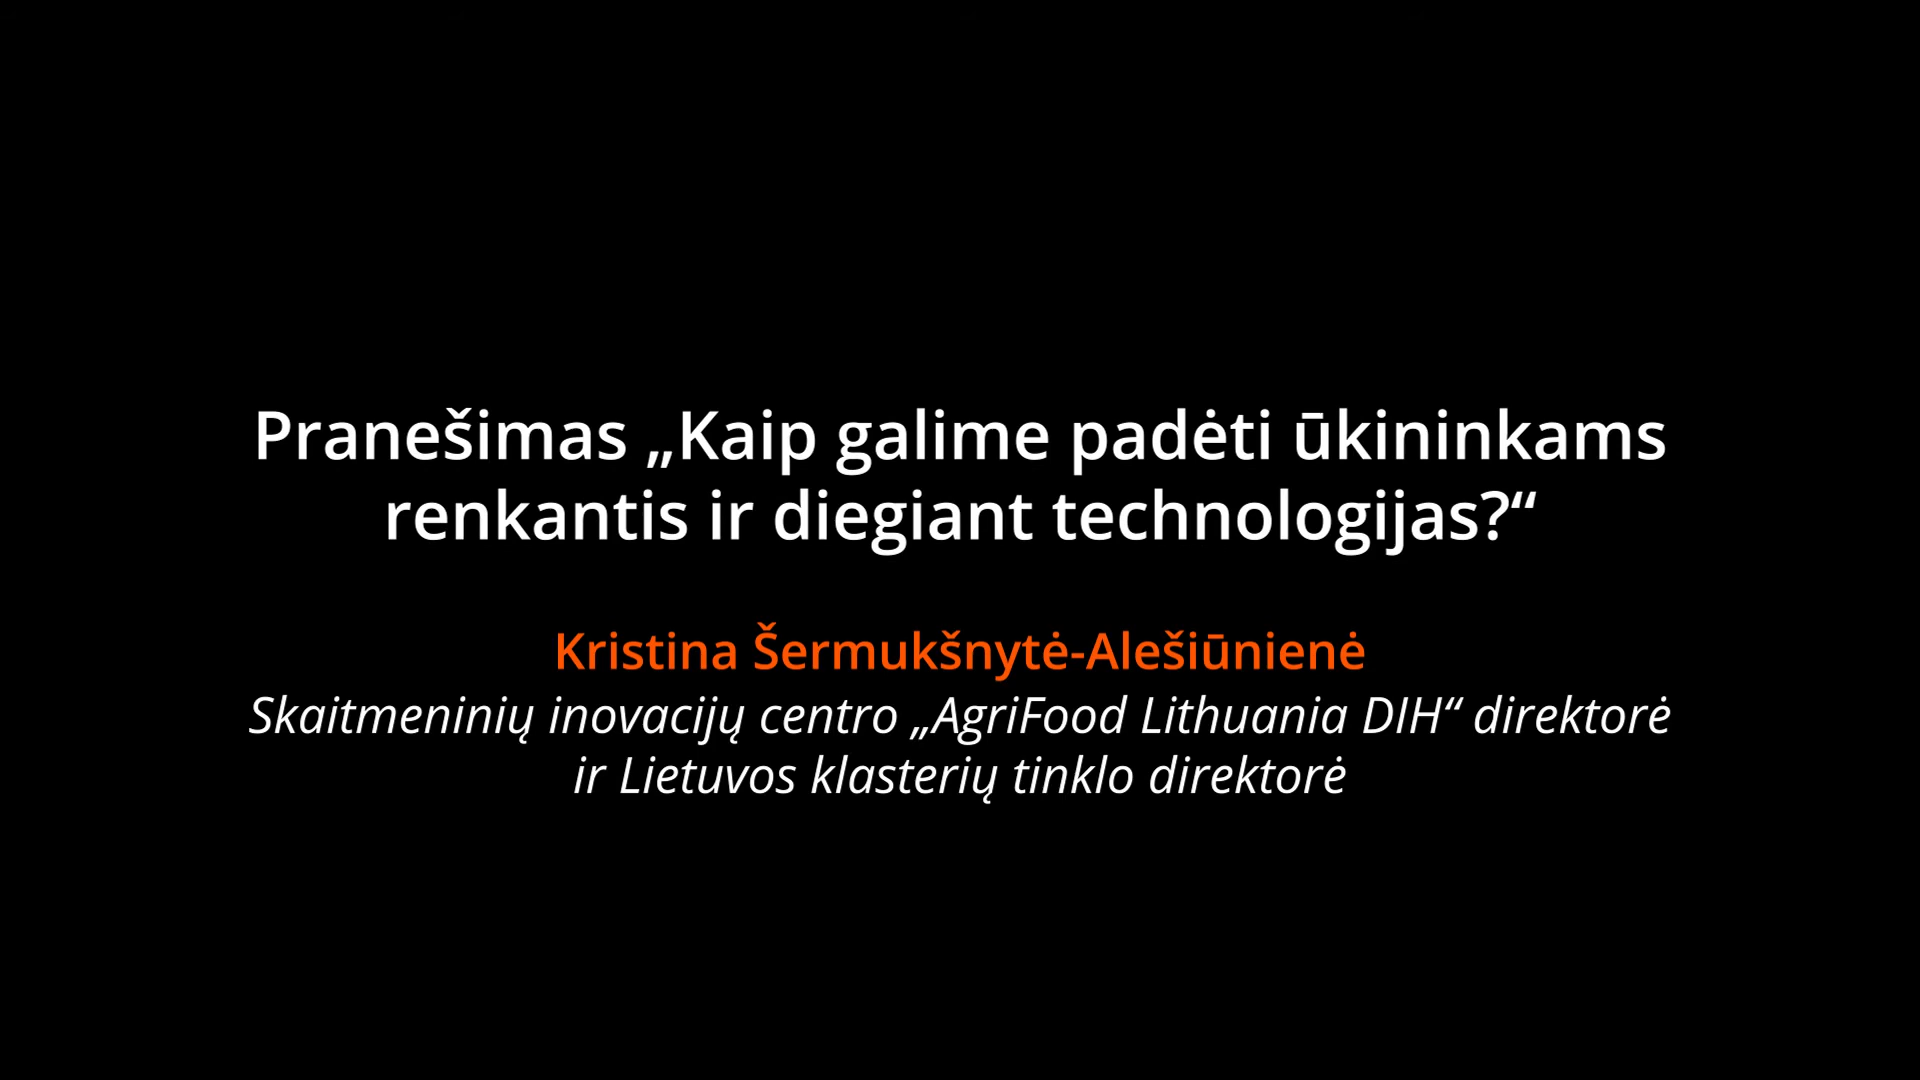 Pranešimas „Kaip galime padėti ūkininkams
renkantis ir diegiant technologijas?“
Kristina Šermukšnytė-Alešiūnienė
Skaitmeninių inovacijų centro „AgriFood Lithuania DIH“ direktorė
ir Lietuvos klasterių tinklo direktorė